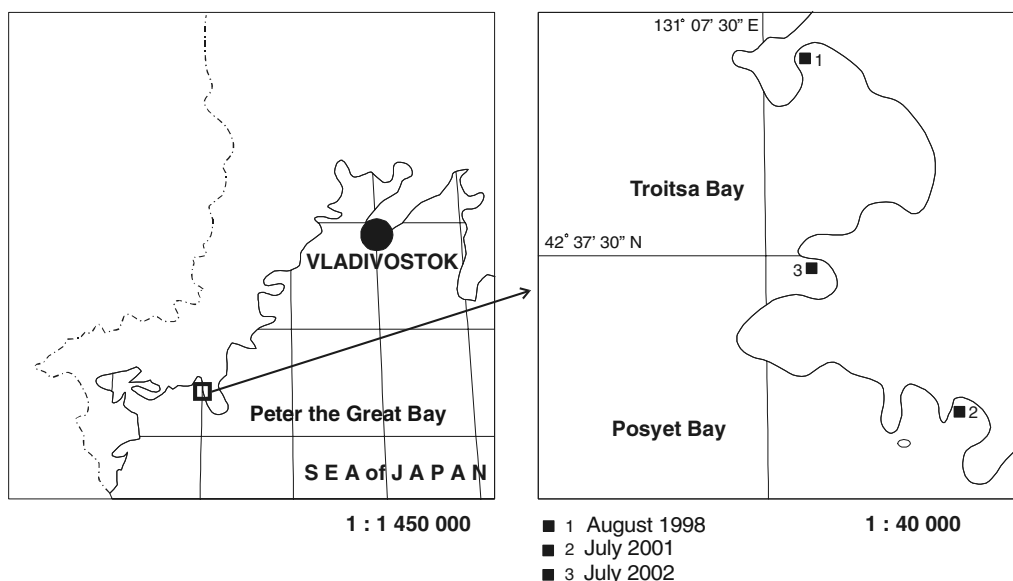 VLADIVOSTOK
Peter the Great Bay
S E A of J A P A N
1 : 1 450 000
131° 07' 30” E
1
Troitsa Bay
42° 37' 30” N
3
2
Posyet Bay
1 August 1998
2 July 2001
3 July 2002
1 : 40 000